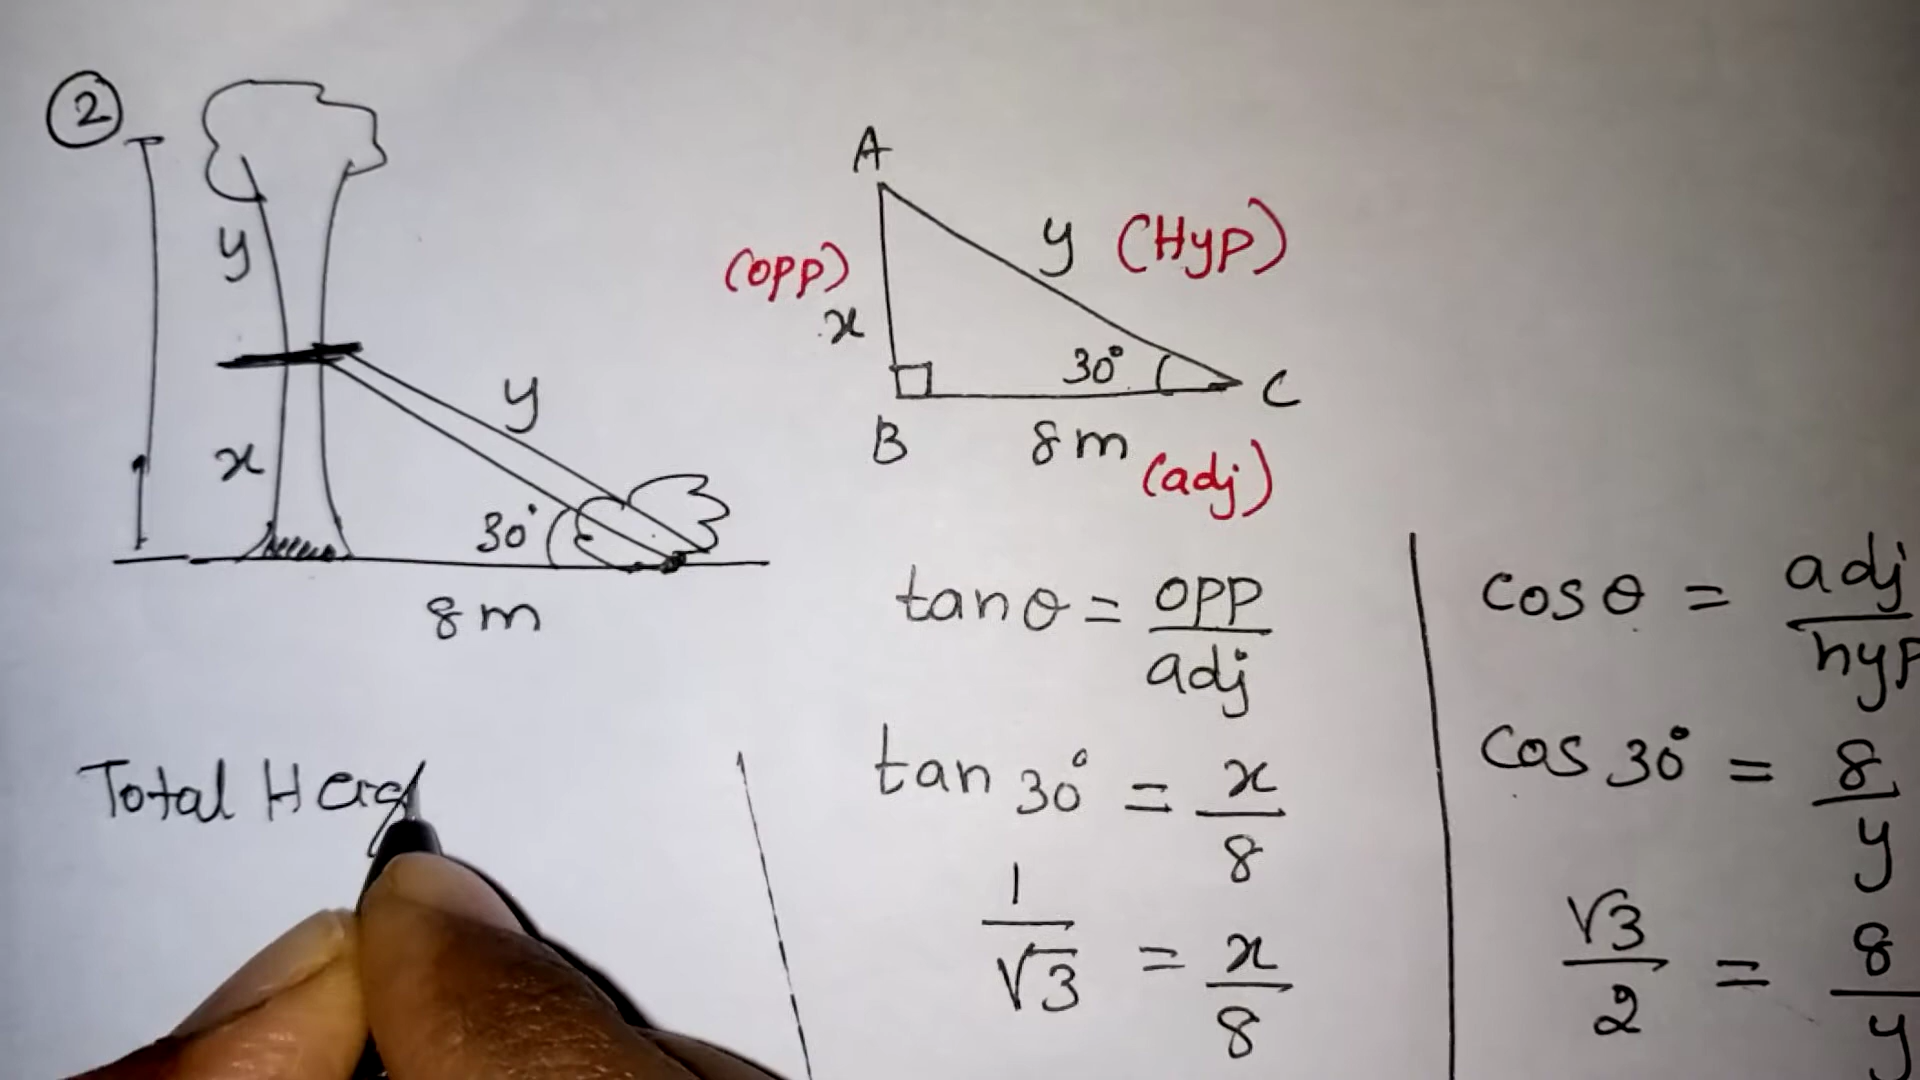 2
y
x
y
30°
8 m
A
(opp)
x
y (Hyp)
30°
B
C
8 m
(adj)
tan θ = opp/adj
tan 30° = x/8
1/√3 = x/8
cos θ = adj/hyp
cos 30° = 8/y
√3/2 = 8/y
Total Heig